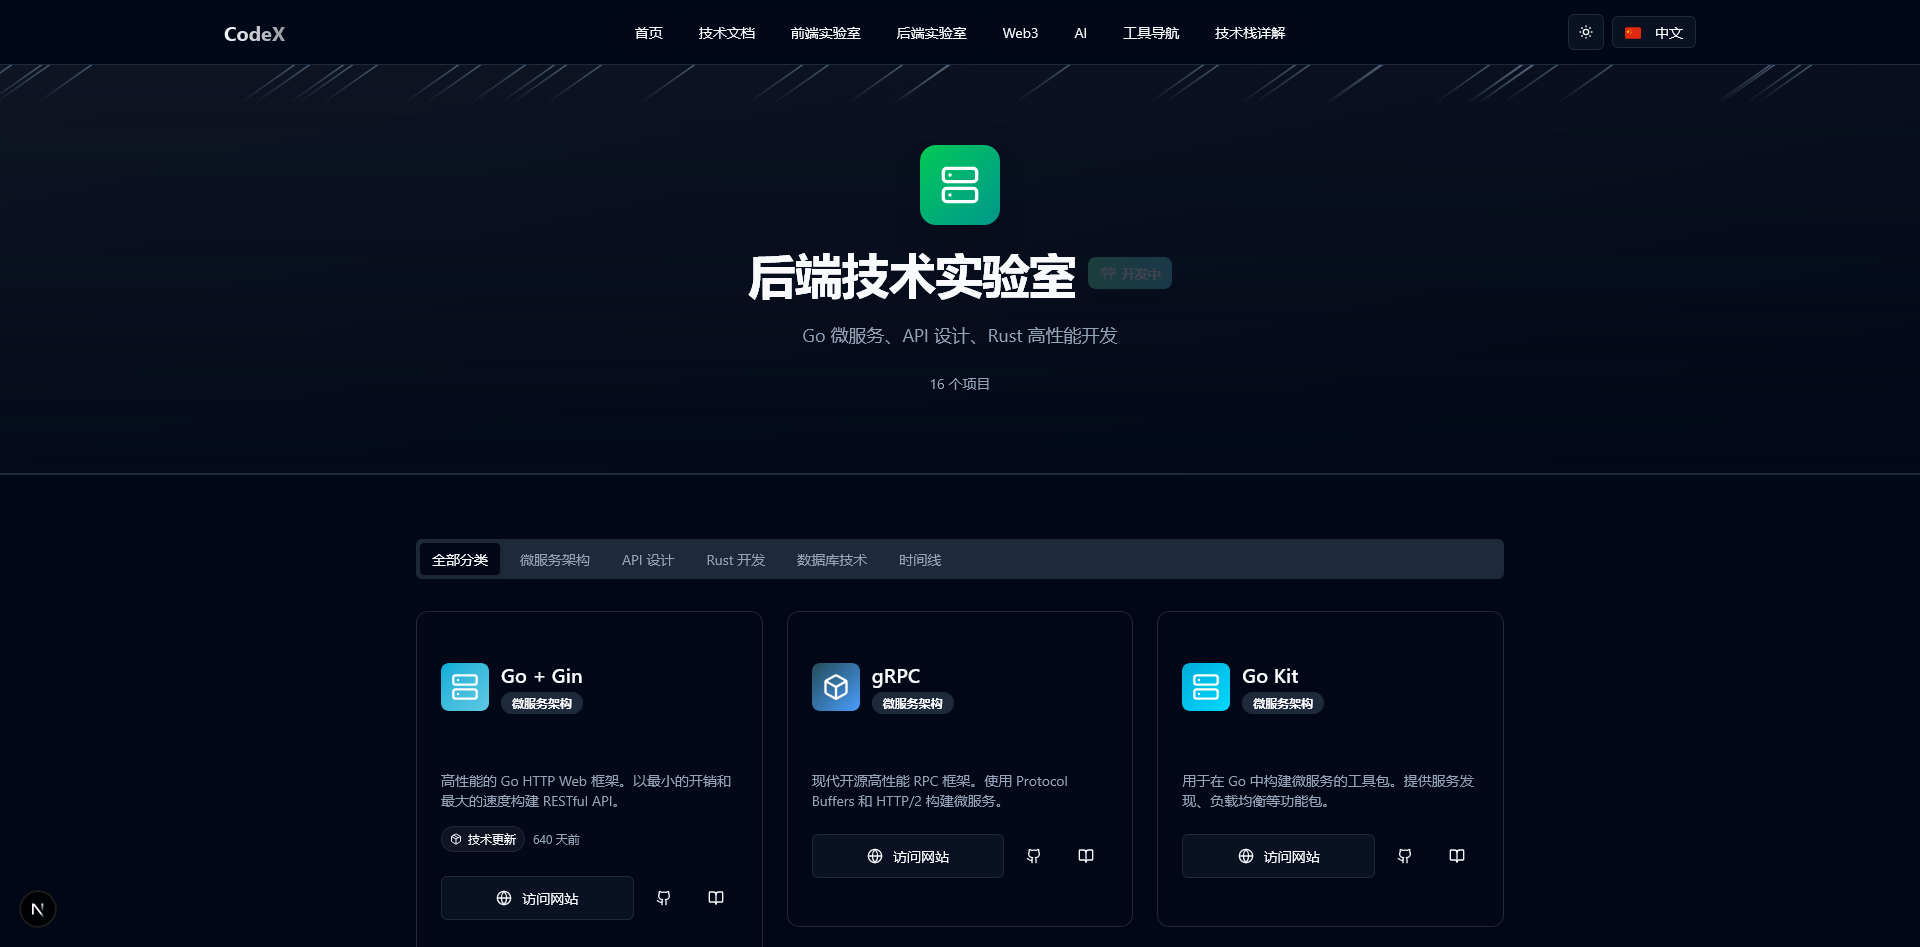 CodeX
首页
技术文档
前端实验室
后端实验室
Web3
AI
工具导航
技术栈详解
中文
后端技术实验室
开发中
Go 微服务、API 设计、Rust 高性能开发
16 个项目
全部分类
微服务架构
API 设计
Rust 开发
数据库技术
时间线
Go + Gin
微服务架构
高性能的 Go HTTP Web 框架。以最小的开销和
最大的速度构建 RESTful API。
技术更新
640 天前
访问网站
gRPC
微服务架构
现代开源高性能 RPC 框架。使用 Protocol
Buffers 和 HTTP/2 构建微服务。
访问网站
Go Kit
微服务架构
用于在 Go 中构建微服务的工具包。提供服务发
现、负载均衡等功能包。
访问网站
N